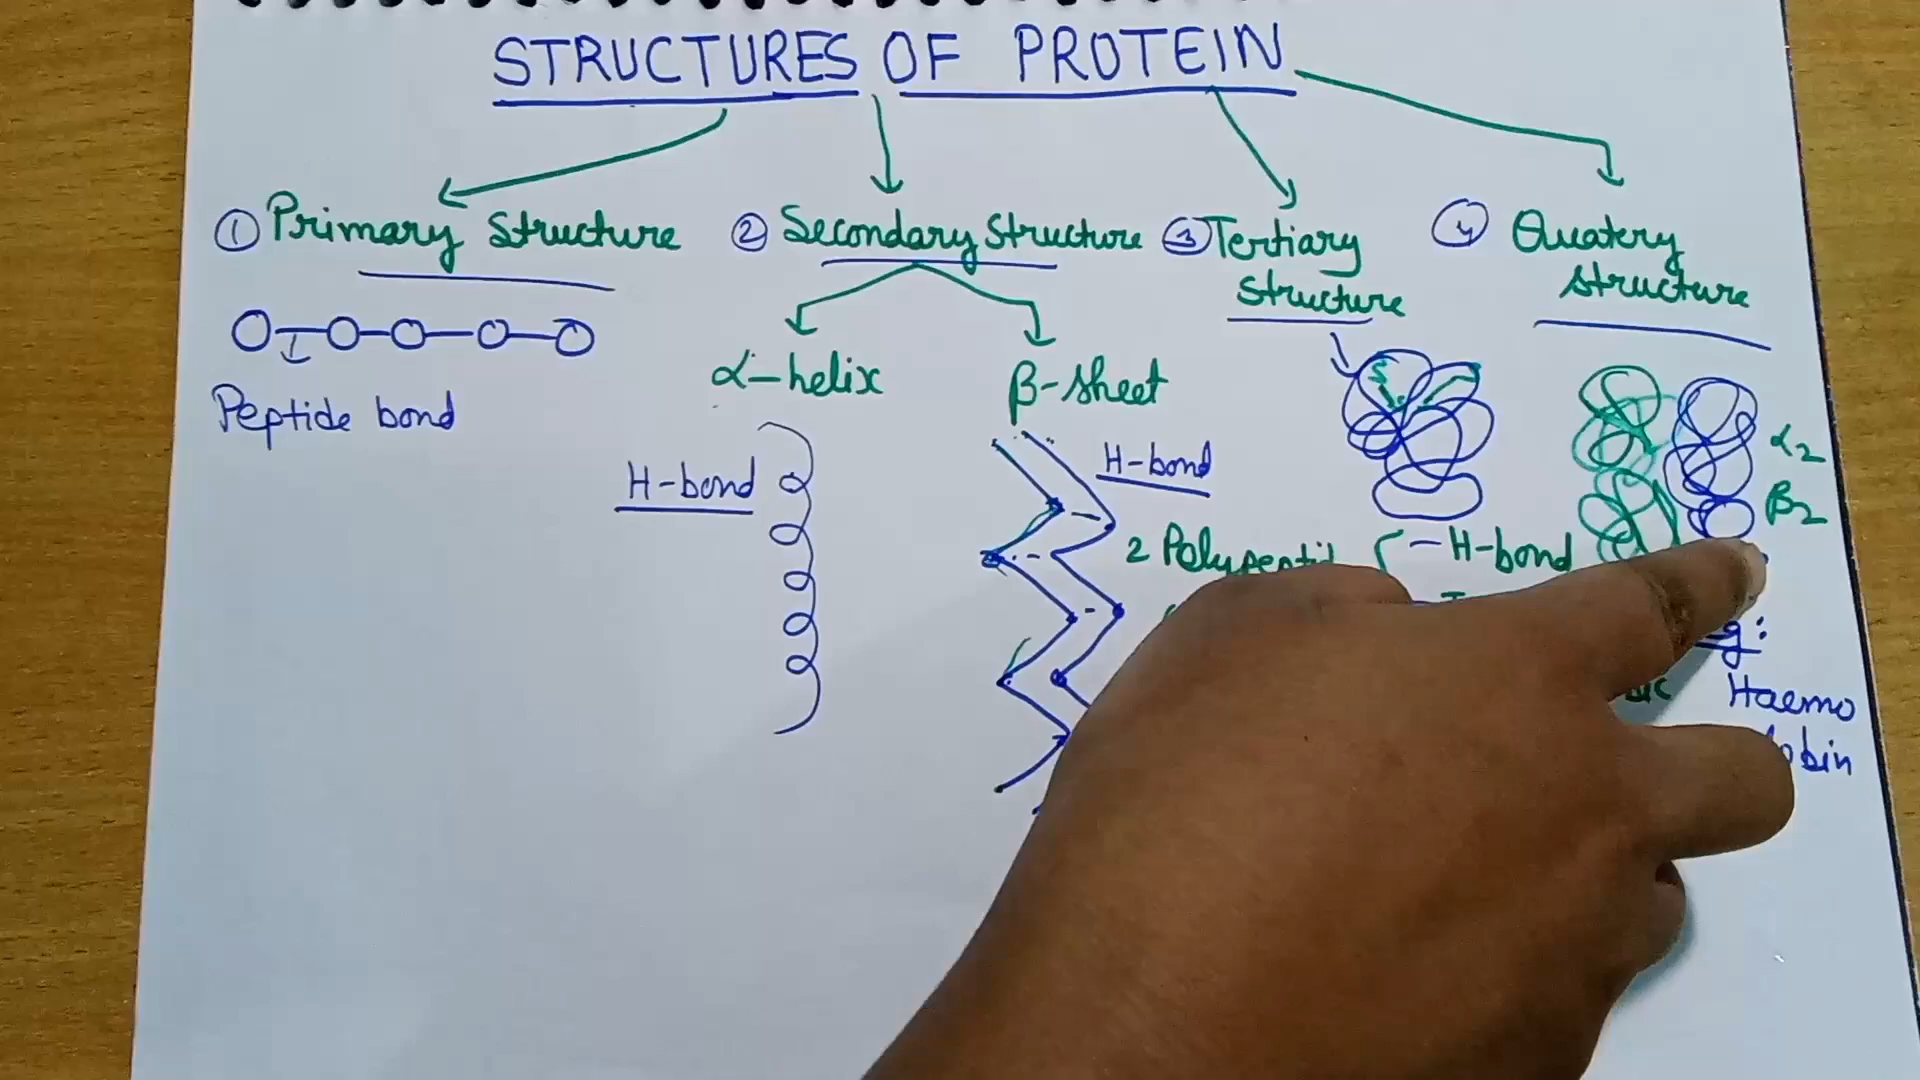 STRUCTURES OF PROTEIN
① Primary Structure
Peptide bond
② Secondary Structure
α-helix
H-bond
β-sheet
H-bond
2
③ Tertiary
Structure
S
- H-bond
④ Quatery
Structure
α2
β2
Haemo